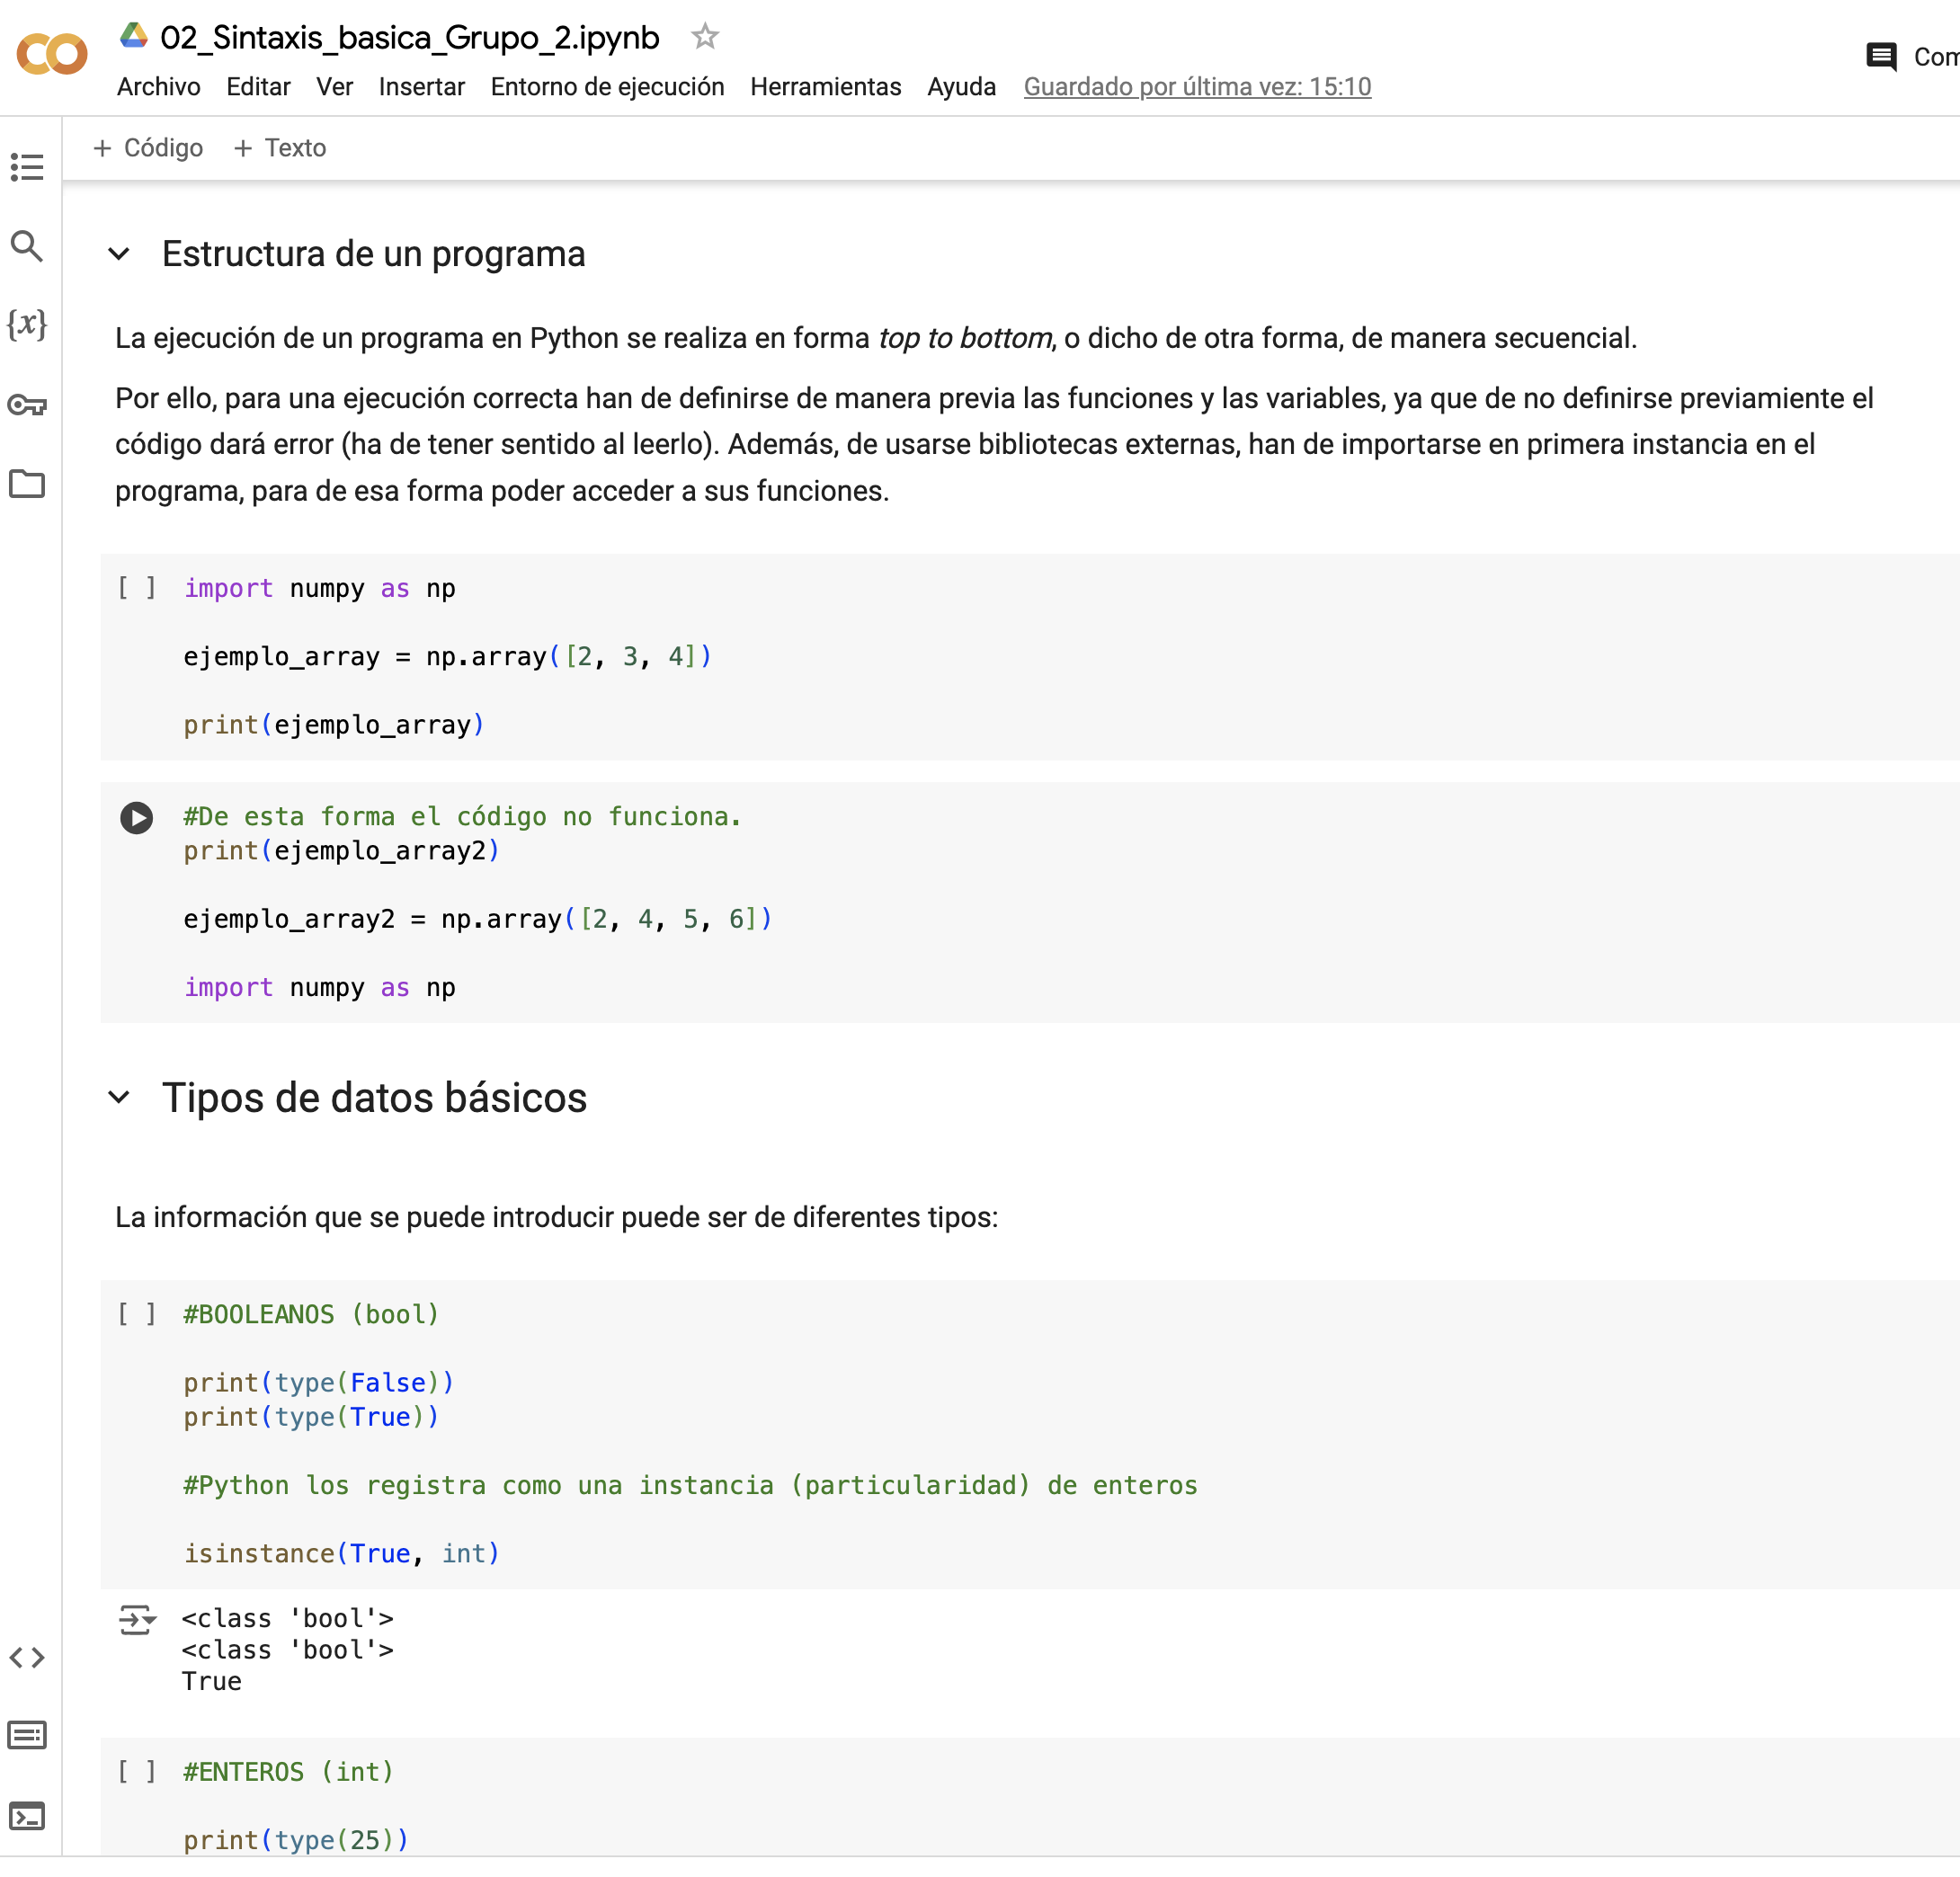 02_Sintaxis_basica_Grupo_2.ipynb
Archivo Editar Ver Insertar Entorno de ejecución Herramientas Ayuda Guardado por última vez: 15:10
Com
+ Código + Texto
Estructura de un programa
{x}
La ejecución de un programa en Python se realiza en forma top to bottom, o dicho de otra forma, de manera secuencial.
Por ello, para una ejecución correcta han de definirse de manera previa las funciones y las variables, ya que de no definirse previamiente el
código dará error (ha de tener sentido al leerlo). Además, de usarse bibliotecas externas, han de importarse en primera instancia en el
programa, para de esa forma poder acceder a sus funciones.
[ ] import numpy as np
ejemplo_array = np.array([2, 3, 4])
print(ejemplo_array)
#De esta forma el código no funciona.
print(ejemplo_array2)
ejemplo_array2 = np.array([2, 4, 5, 6])
import numpy as np
Tipos de datos básicos
La información que se puede introducir puede ser de diferentes tipos:
[ ] #BOOLEANOS (bool)
print(type(False))
print(type(True))
#Python los registra como una instancia (particularidad) de enteros
isinstance(True, int)
<class 'bool'>
<class 'bool'>
True
[ ] #ENTEROS (int)
print(type(25))